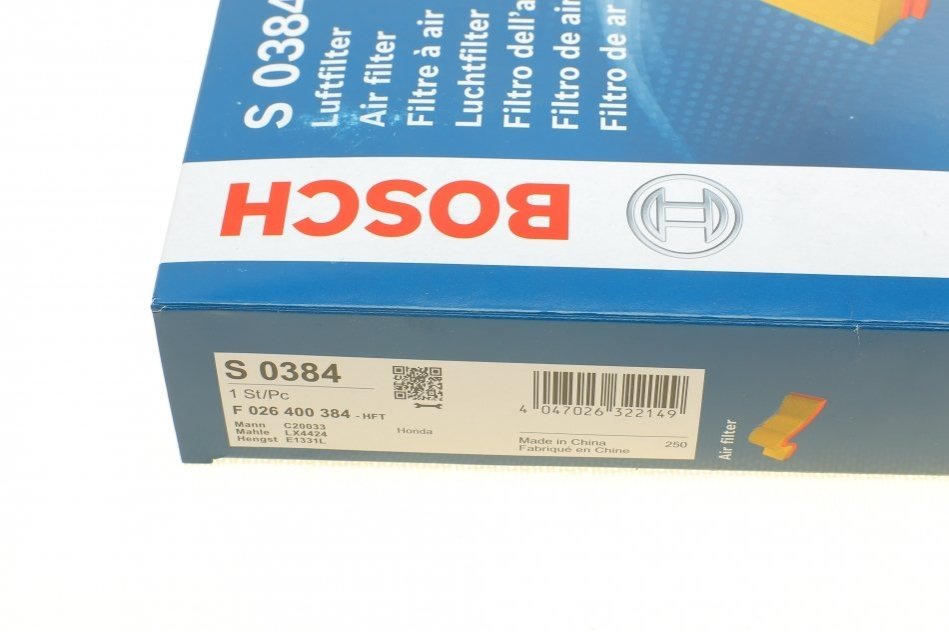 S 0384
Luftfilter
Air filter
Filtre à air
Luchtfilter
Filtro dell'a
Filtro de air
Filtro de ar
BOSCH
S 0384
1 St/Pc
F 026 400 384 - HFT
Mann C20033
Mahle LX4424
Hengst E1331L
Honda
4 047026 322149
Made in China
Fabriqué en Chine
250
Air filter